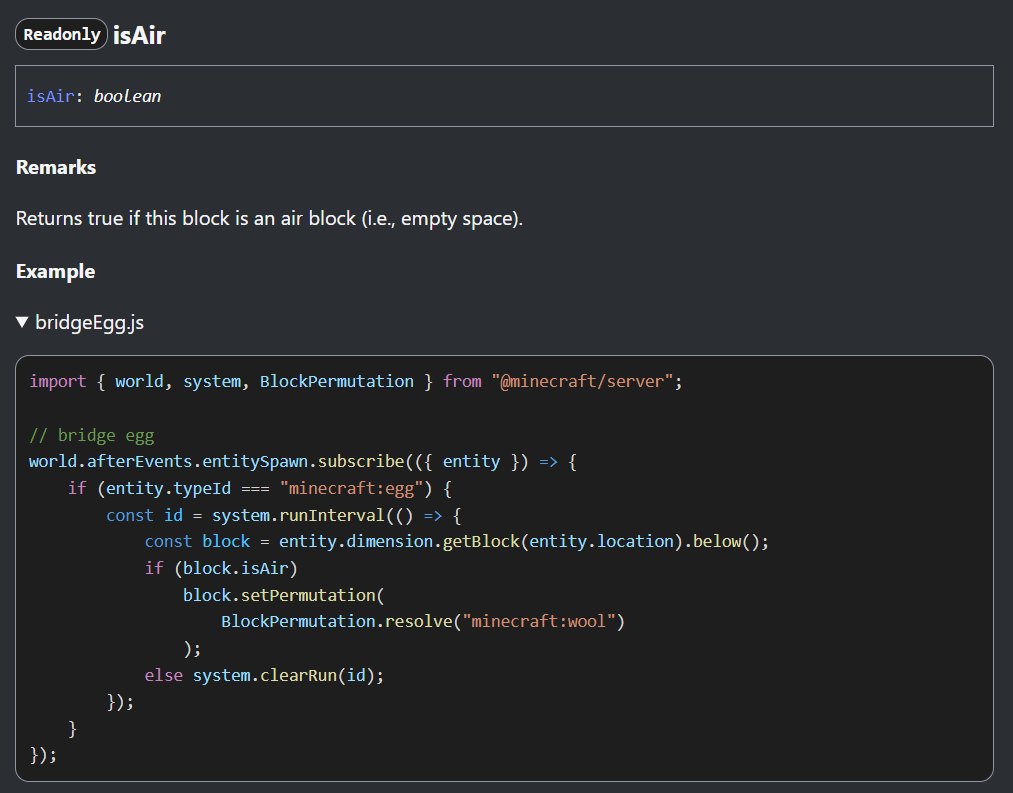 Readonly isAir
isAir: boolean
Remarks
Returns true if this block is an air block (i.e., empty space).
Example
▼ bridgeEgg.js
import { world, system, BlockPermutation } from "@minecraft/server";
// bridge egg
world.afterEvents.entitySpawn.subscribe(({ entity }) => {
    if (entity.typeId === "minecraft:egg") {
        const id = system.runInterval(() => {
            const block = entity.dimension.getBlock(entity.location).below();
            if (block.isAir)
                block.setPermutation(
                    BlockPermutation.resolve("minecraft:wool")
                );
            else system.clearRun(id);
        });
    }
});